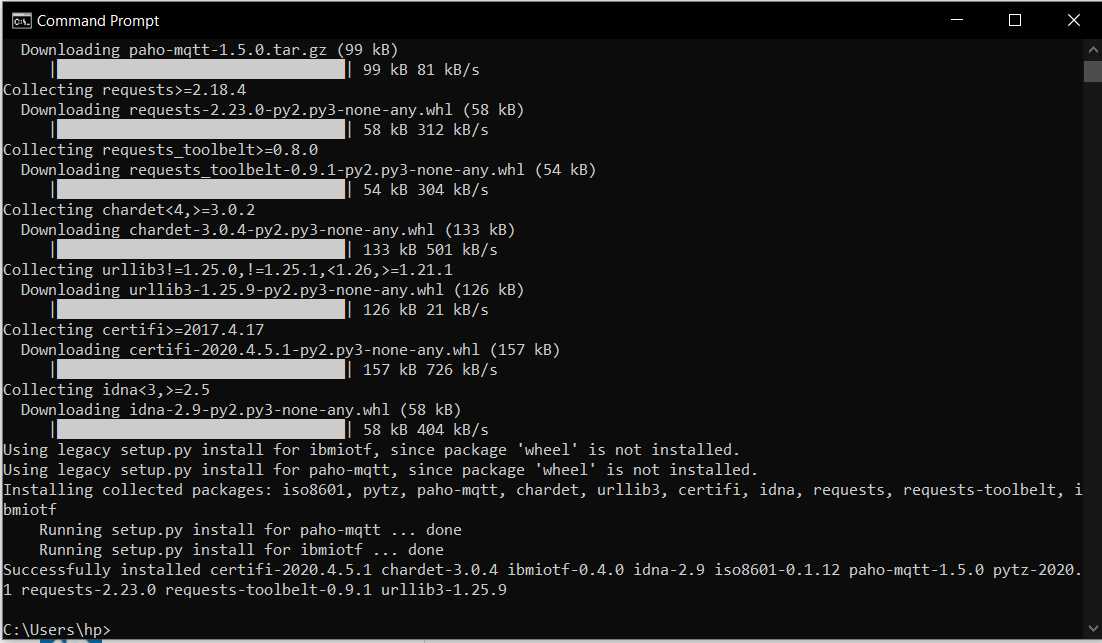 Command Prompt
  Downloading paho-mqtt-1.5.0.tar.gz (99 kB)
     |                                | 99 kB 81 kB/s
Collecting requests>=2.18.4
  Downloading requests-2.23.0-py2.py3-none-any.whl (58 kB)
     |                                | 58 kB 312 kB/s
Collecting requests_toolbelt>=0.8.0
  Downloading requests_toolbelt-0.9.1-py2.py3-none-any.whl (54 kB)
     |                                | 54 kB 304 kB/s
Collecting chardet<4,>=3.0.2
  Downloading chardet-3.0.4-py2.py3-none-any.whl (133 kB)
     |                                | 133 kB 501 kB/s
Collecting urllib3!=1.25.0,!=1.25.1,<1.26,>=1.21.1
  Downloading urllib3-1.25.9-py2.py3-none-any.whl (126 kB)
     |                                | 126 kB 21 kB/s
Collecting certifi>=2017.4.17
  Downloading certifi-2020.4.5.1-py2.py3-none-any.whl (157 kB)
     |                                | 157 kB 726 kB/s
Collecting idna<3,>=2.5
  Downloading idna-2.9-py2.py3-none-any.whl (58 kB)
     |                                | 58 kB 404 kB/s
Using legacy setup.py install for ibmiotf, since package 'wheel' is not installed.
Using legacy setup.py install for paho-mqtt, since package 'wheel' is not installed.
Installing collected packages: iso8601, pytz, paho-mqtt, chardet, urllib3, certifi, idna, requests, requests-toolbelt, i
bmiotf
    Running setup.py install for paho-mqtt ... done
    Running setup.py install for ibmiotf ... done
Successfully installed certifi-2020.4.5.1 chardet-3.0.4 ibmiotf-0.4.0 idna-2.9 iso8601-0.1.12 paho-mqtt-1.5.0 pytz-2020.
1 requests-2.23.0 requests-toolbelt-0.9.1 urllib3-1.25.9
C:\Users\hp>